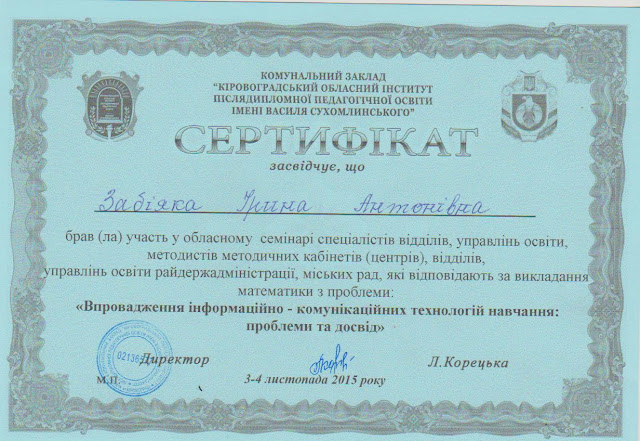 КОМУНАЛЬНИЙ ЗАКЛАД
"КІРОВОГРАДСЬКИЙ ОБЛАСНИЙ ІНСТИТУТ
ПІСЛЯДИПЛОМНОЇ ПЕДАГОГІЧНОЇ ОСВІТИ
ІМЕНІ ВАСИЛЯ СУХОМЛИНСЬКОГО"
СЕРТИФІКАТ
засвідчує, що
Забіяка Ірина Антонівна
брав (ла) участь у обласному семінарі спеціалістів відділів, управлінь освіти,
методистів методичних кабінетів (центрів), відділів,
управлінь освіти райдержадміністрації, міських рад, які відповідають за викладання
математики з проблеми:
«Впровадження інформаційно - комунікаційних технологій навчання:
проблеми та досвід»
Директор Л.Корецька
М.П. 3-4 листопада 2015 року